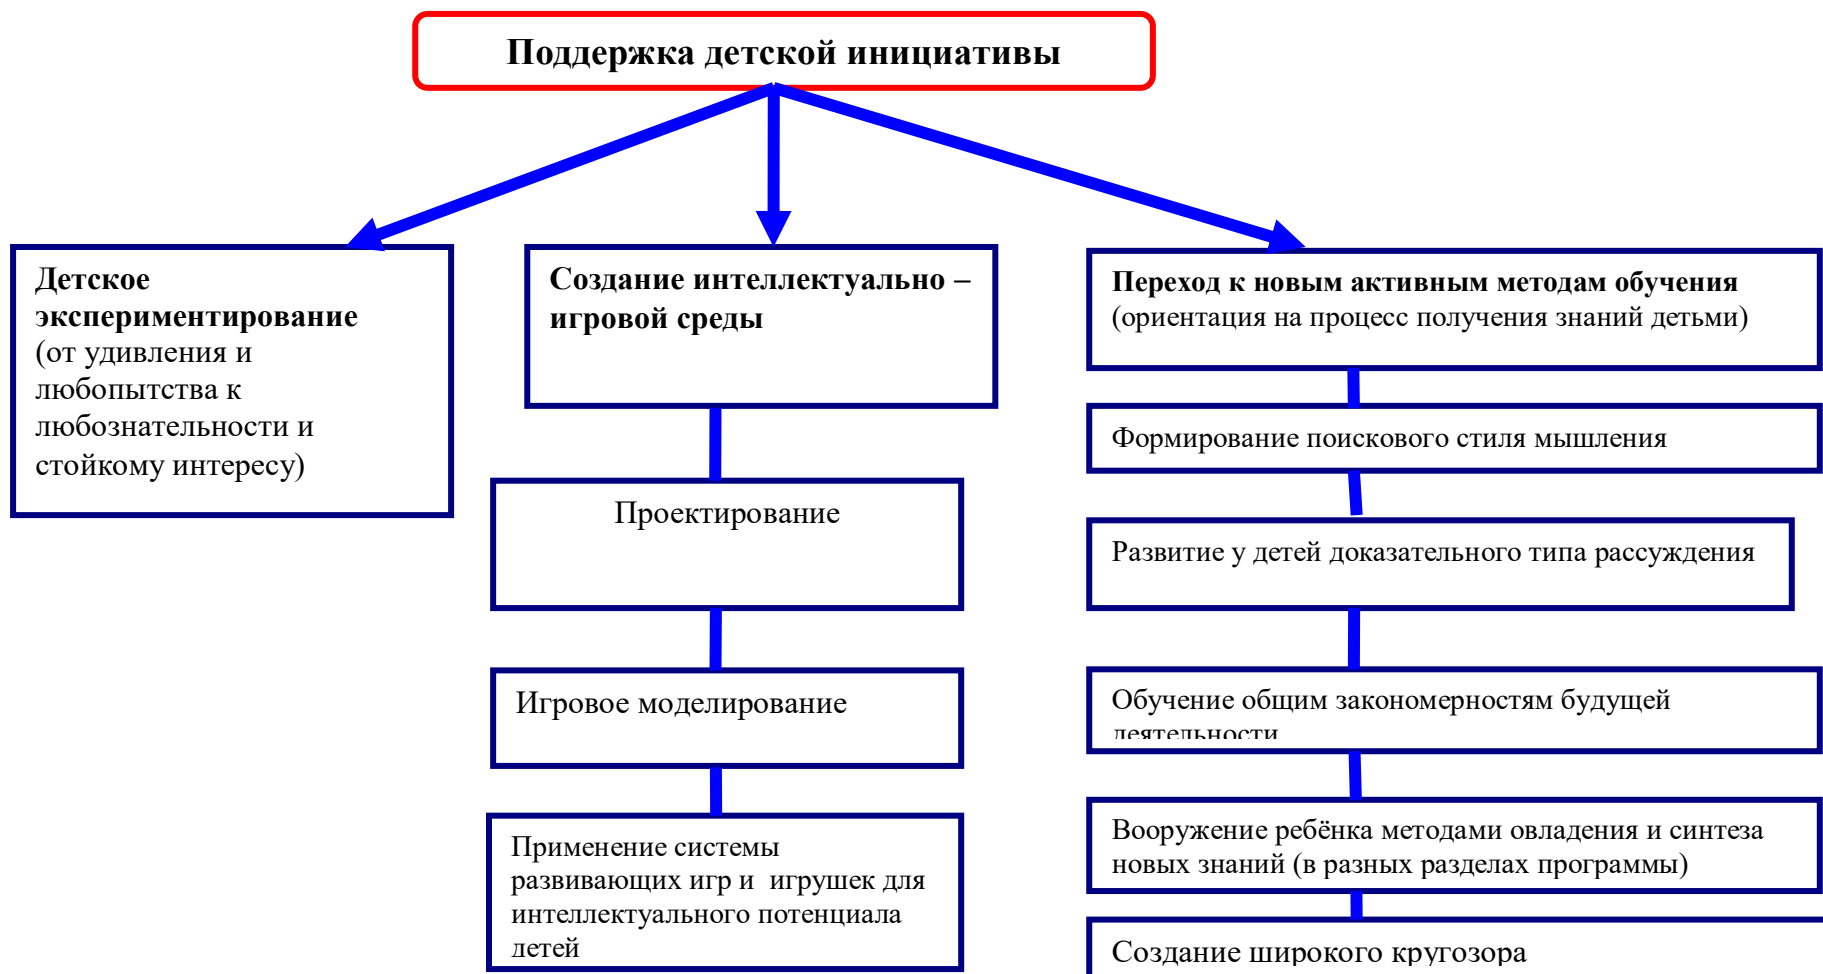 Поддержка детской инициативы
Детское
экспериментирование
(от удивления и
любопытства к
любознательности и
стойкому интересу)
Создание интеллектуально –
игровой среды
Проектирование
Игровое моделирование
Применение системы
развивающих игр и  игрушек для
интеллектуального потенциала
детей
Переход к новым активным методам обучения
(ориентация на процесс получения знаний детьми)
Формирование поискового стиля мышления
Развитие у детей доказательного типа рассуждения
Обучение общим закономерностям будущей
деятельности
Вооружение ребёнка методами овладения и синтеза
новых знаний (в разных разделах программы)
Создание широкого кругозора